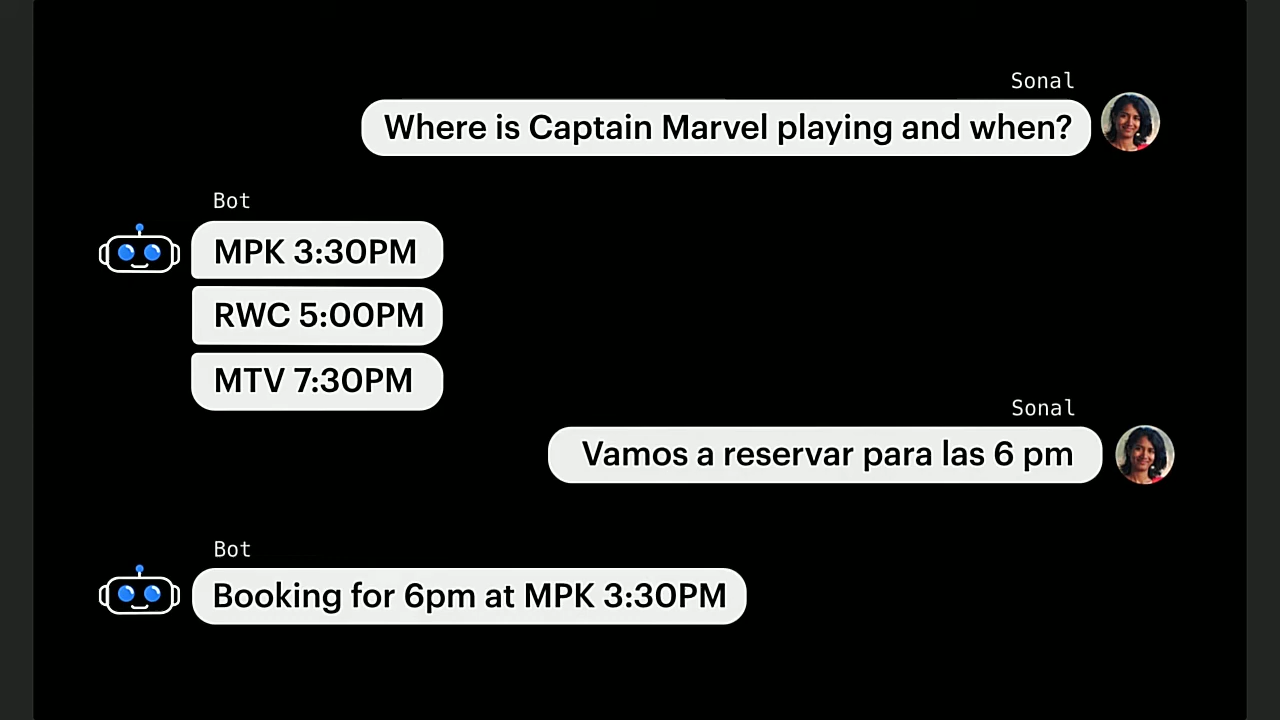 Sonal
Where is Captain Marvel playing and when?
Bot
MPK 3:30PM
RWC 5:00PM
MTV 7:30PM
Sonal
Vamos a reservar para las 6 pm
Bot
Booking for 6pm at MPK 3:30PM